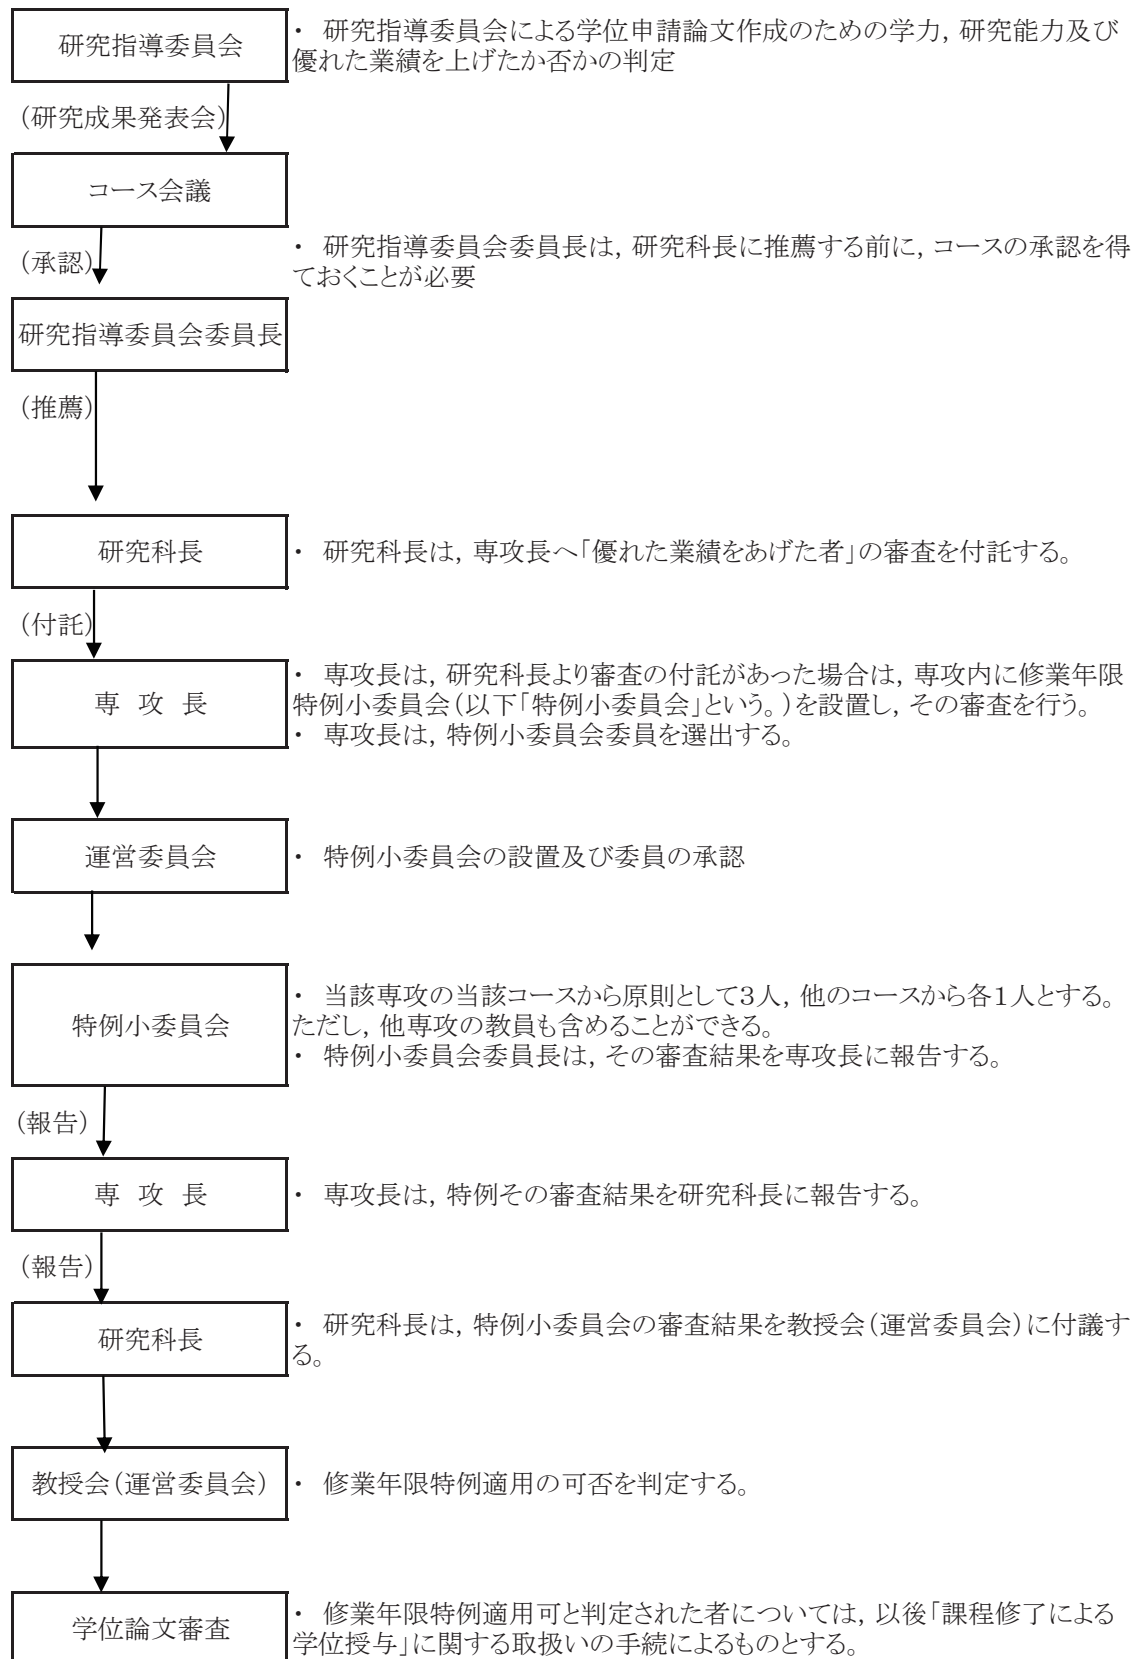 研究指導委員会
・ 研究指導委員会による学位申請論文作成のための学力，研究能力及び
優れた業績を上げたか否かの判定
（研究成果発表会）
コース会議
（承認）
・ 研究指導委員会委員長は，研究科長に推薦する前に，コースの承認を得
ておくことが必要
研究指導委員会委員長
（推薦）
研究科長
・ 研究科長は，専攻長へ「優れた業績をあげた者」の審査を付託する。
（付託）
専 攻 長
・ 専攻長は，研究科長より審査の付託があった場合は，専攻内に修業年限
特例小委員会（以下「特例小委員会」という。）を設置し，その審査を行う。
・ 専攻長は，特例小委員会委員を選出する。
運営委員会
・ 特例小委員会の設置及び委員の承認
特例小委員会
・ 当該専攻の当該コースから原則として３人，他のコースから各１人とする。
ただし，他専攻の教員も含めることができる。
・ 特例小委員会委員長は，その審査結果を専攻長に報告する。
（報告）
専 攻 長
・ 専攻長は，特例その審査結果を研究科長に報告する。
（報告）
研究科長
・ 研究科長は，特例小委員会の審査結果を教授会（運営委員会）に付議す
る。
教授会（運営委員会）
・ 修業年限特例適用の可否を判定する。
学位論文審査
・ 修業年限特例適用可と判定された者については，以後「課程修了による
学位授与」に関する取扱いの手続によるものとする。